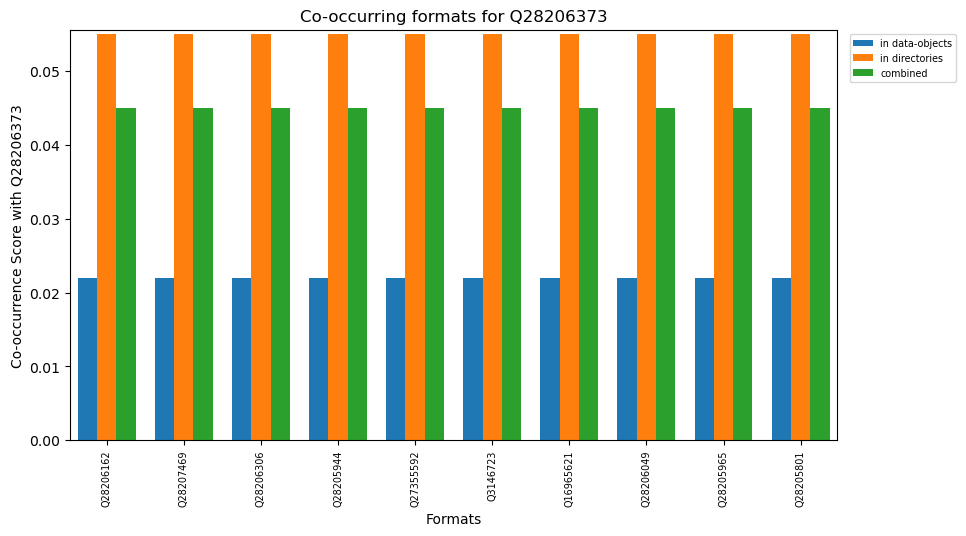 Co-occurring formats for Q28206373
in data-objects
in directories
combined
Co-occurrence Score with Q28206373
0.05
0.04
0.03
0.02
0.01
0.00
Q28206162
Q28207469
Q28206306
Q28205944
Q27355592
Q3146723
Q16965621
Q28206049
Q28205965
Q28205801
Formats